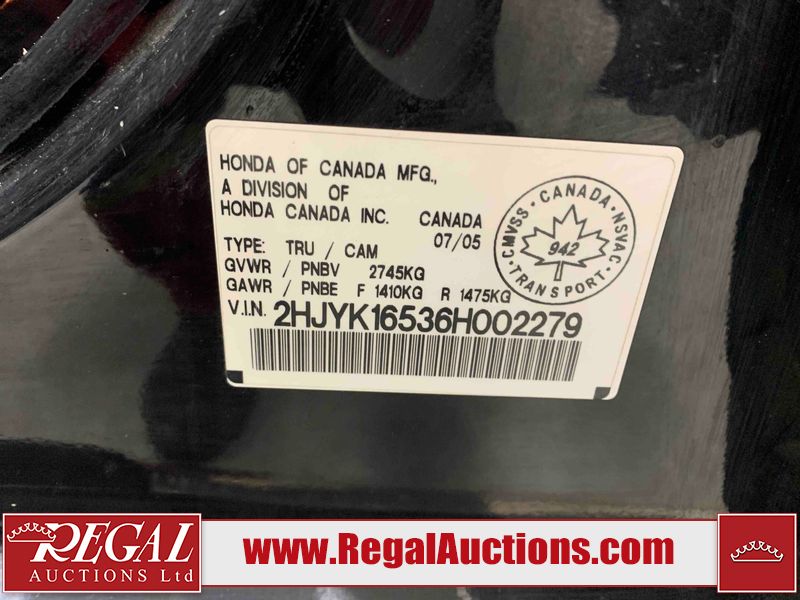 HONDA OF CANADA MFG.,
A DIVISION OF
HONDA CANADA INC. CANADA
07/05
TYPE: TRU / CAM
GVWR / PNBV 2745KG
GAWR / PNBE F 1410KG R 1475KG
V.I.N. 2HJYK16536H002279
CANADA • NSVAC • TRANSPORT • CMVSS •
942
REGAL
AUCTIONS Ltd
www.RegalAuctions.com